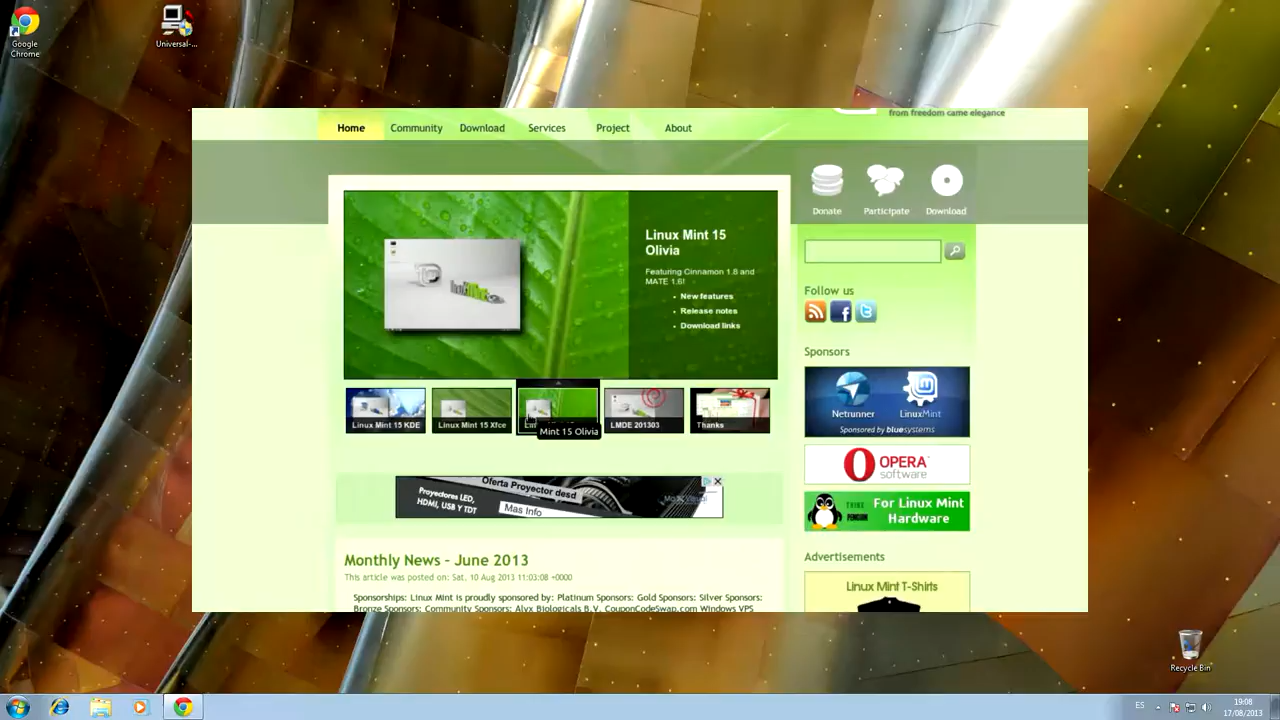 Google
Chrome
Universal-...
from freedom came elegance
Home
Community
Download
Services
Project
About
Donate
Participate
Download
Linux Mint 15
Olivia
Featuring Cinnamon 1.8 and
MATE 1.6!
New features
Release notes
Download links
Follow us
Sponsors
Netrunner
LinuxMint
Sponsored by bluesystems
Linux Mint 15 KDE
Linux Mint 15 Xfce
Mint 15 Olivia
LMDE 201303
Thanks
OPERA
software
Oferta Proyector desd
Proyectores LED,
HDMI, USB Y TDT
Mas Info
For Linux Mint
Hardware
Monthly News – June 2013
This article was posted on: Sat, 10 Aug 2013 11:03:08 +0000
Sponsorships: Linux Mint is proudly sponsored by: Platinum Sponsors: Gold Sponsors: Silver Sponsors:
Bronze Sponsors: Community Sponsors: Alyx Biologicals B.V. CouponCodeSwap.com Windows VPS
Advertisements
Linux Mint T-Shirts
Recycle Bin
ES
19:08
17/08/2013